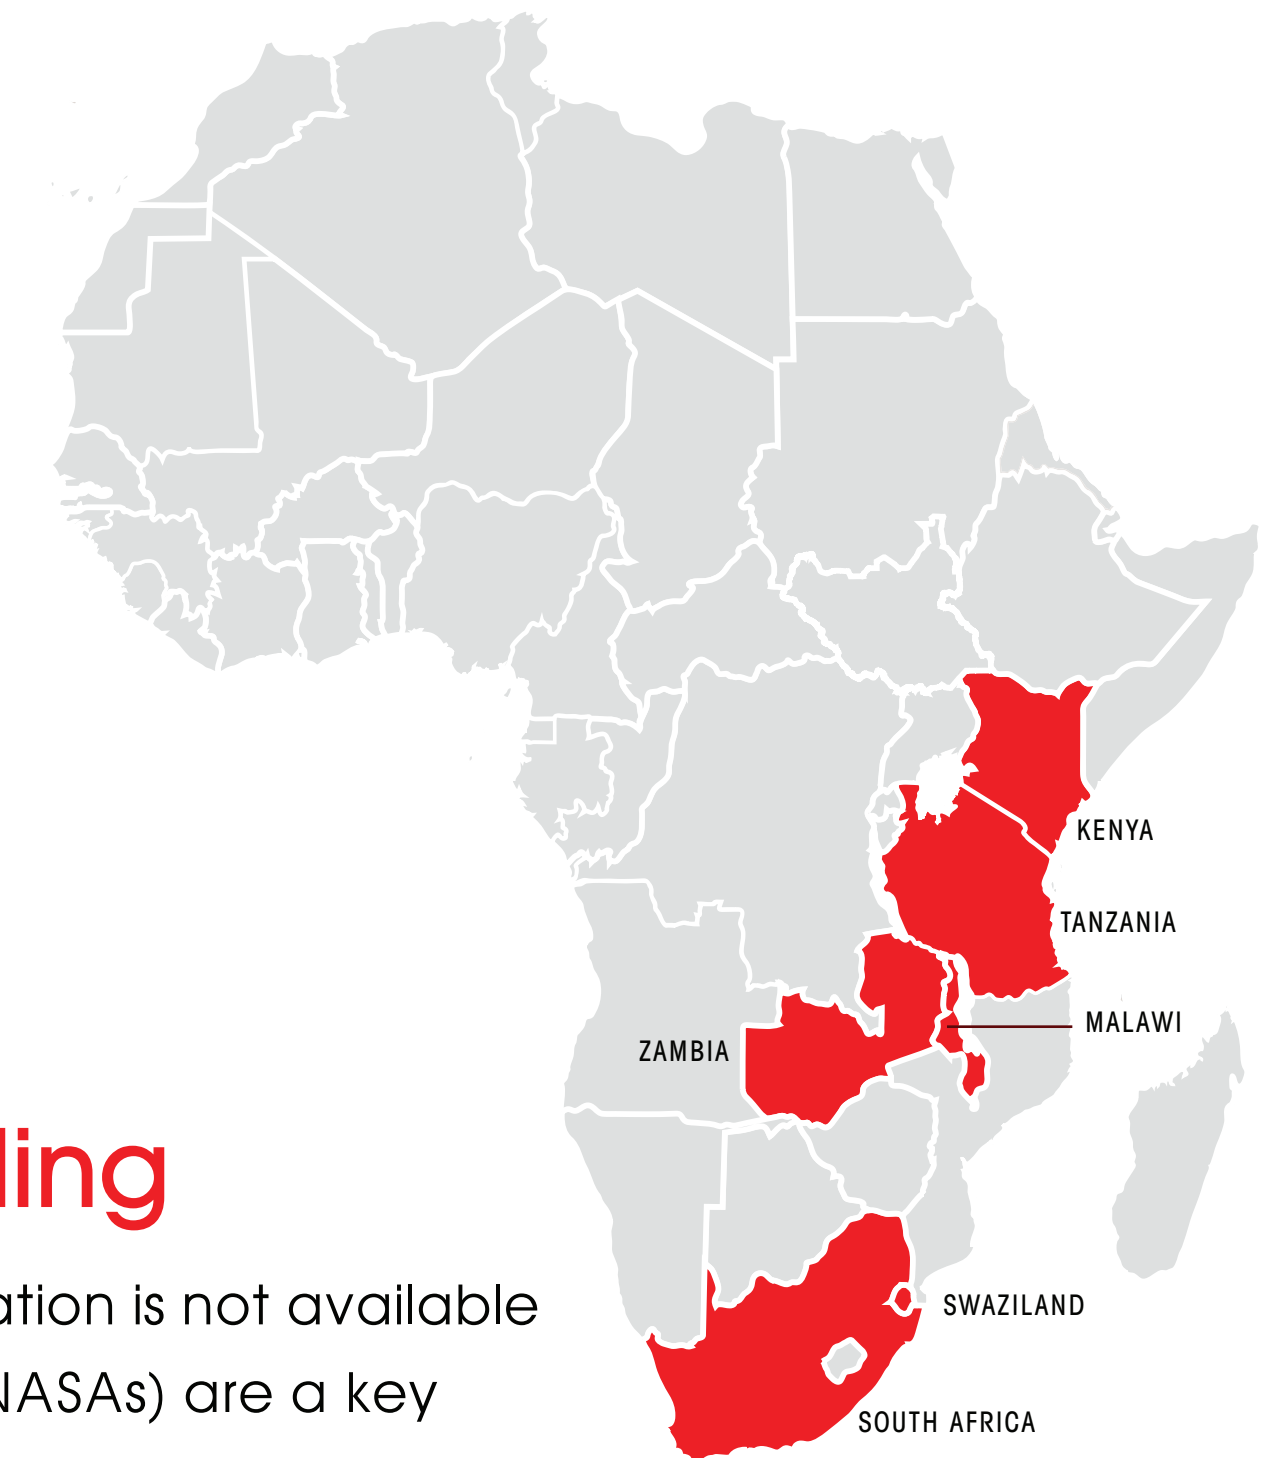 KENYA
TANZANIA
MALAWI
ZAMBIA
ling
ation is not available
SWAZILAND
NASAs) are a key
SOUTH AFRICA